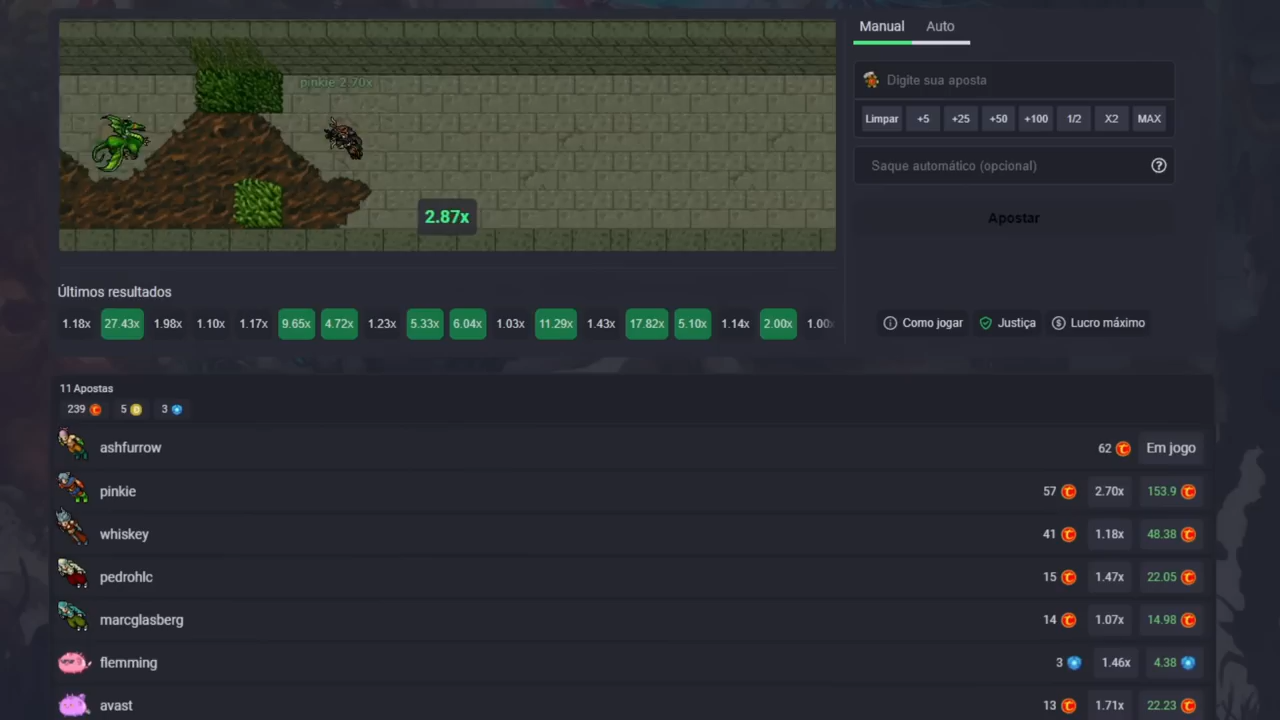 pinkie 2.70x
2.87x
Manual Auto
Digite sua aposta
Limpar +5 +25 +50 +100 1/2 X2 MAX
Saque automático (opcional)
Apostar
Como jogar Justiça Lucro máximo
Últimos resultados
1.18x 27.43x 1.98x 1.10x 1.17x 9.65x 4.72x 1.23x 5.33x 6.04x 1.03x 11.29x 1.43x 17.82x 5.10x 1.14x 2.00x 1.00x
11 Apostas
239 5 3
ashfurrow 62 Em jogo
pinkie 57 2.70x 153.9
whiskey 41 1.18x 48.38
pedrohlc 15 1.47x 22.05
marcglasberg 14 1.07x 14.98
flemming 3 1.46x 4.38
avast 13 1.71x 22.23